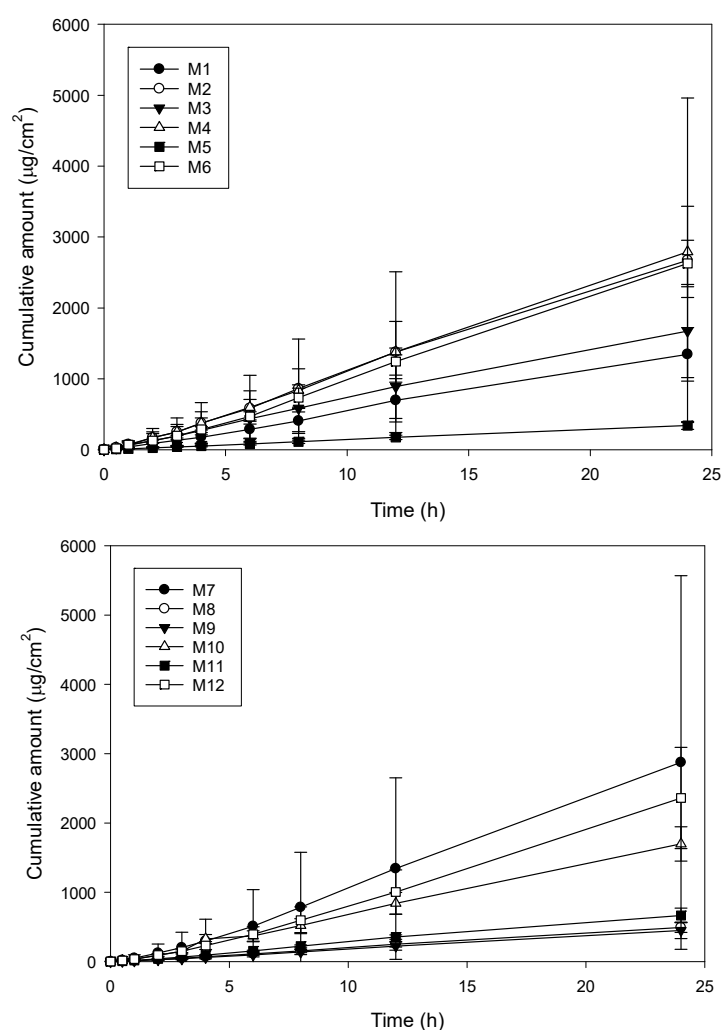 6000
5000
4000
3000
2000
1000
0
Cumulative amount (μg/cm²)
M1
M2
M3
M4
M5
M6
0 5 10 15 20 25
Time (h)
6000
5000
4000
3000
2000
1000
0
Cumulative amount (μg/cm²)
M7
M8
M9
M10
M11
M12
0 5 10 15 20 25
Time (h)